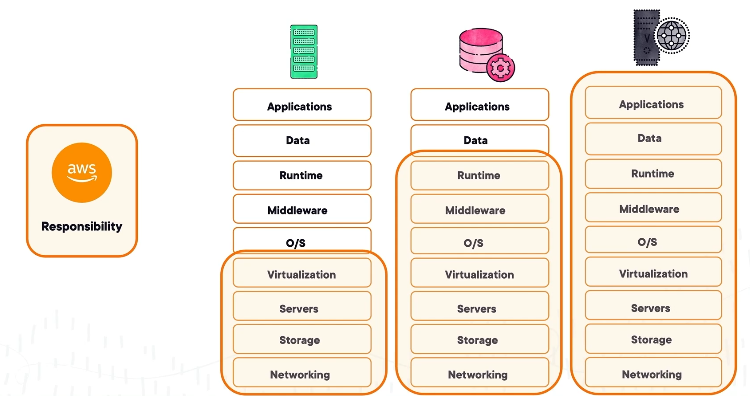 aws
Responsibility
Applications
Data
Runtime
Middleware
O/S
Virtualization
Servers
Storage
Networking
Applications
Data
Runtime
Middleware
O/S
Virtualization
Servers
Storage
Networking
V
Applications
Data
Runtime
Middleware
O/S
Virtualization
Servers
Storage
Networking